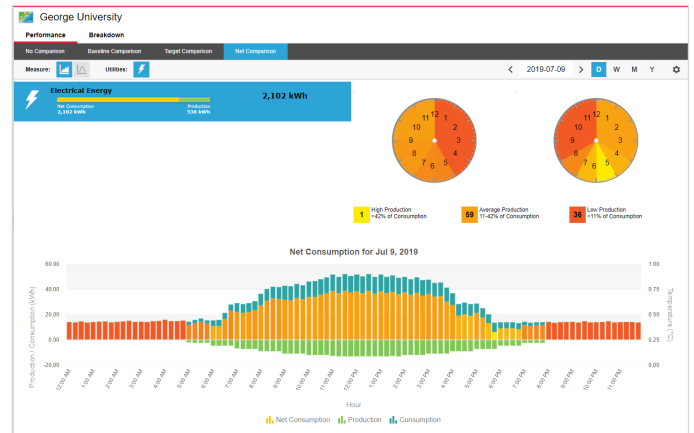 George University
Performance Breakdown
No Comparison Baseline Comparison Target Comparison Net Comparison
Measure: Utilities: 2019-07-09 D W M Y
Electrical Energy
2,102 kWh
Net Consumption Production
2,102 kWh 536 kWh
12 1 2 3 4 5 6 7 8 9 10 11
12 1 2 3 4 5 6 7 8 9 10 11
1 High Production
>42% of Consumption
59 Average Production
11-42% of Consumption
36 Low Production
<11% of Consumption
Net Consumption for Jul 9, 2019
Production / Consumption (kWh)
60.00
40.00
20.00
0.00
-20.00
1.00
0.75
0.50
0.25
0.00
Temperature (°C)
12:00 AM 1:00 AM 2:00 AM 3:00 AM 4:00 AM 5:00 AM 6:00 AM 7:00 AM 8:00 AM 9:00 AM 10:00 AM 11:00 AM 12:00 PM 1:00 PM 2:00 PM 3:00 PM 4:00 PM 5:00 PM 6:00 PM 7:00 PM 8:00 PM 9:00 PM 10:00 PM 11:00 PM
Hour
Net Consumption Production Consumption